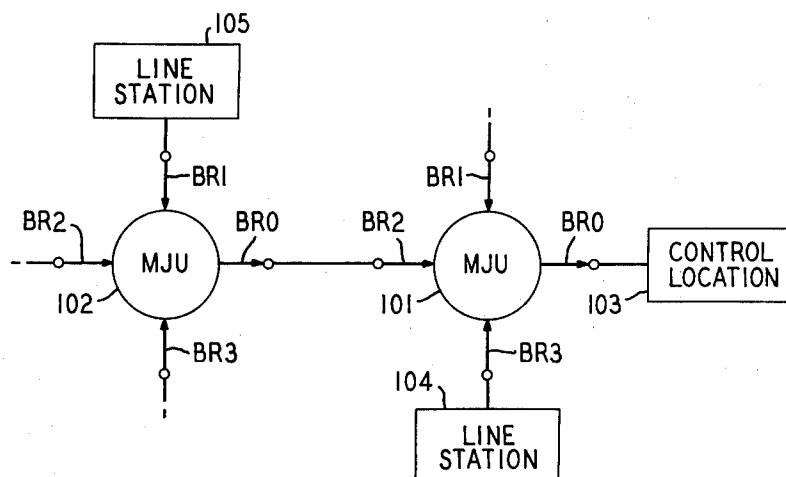 105
LINE
STATION
BR1
BR1
BR2
BR0
BR2
BR0
MJU
MJU
CONTROL
LOCATION
102
101
103
BR3
BR3
104
LINE
STATION